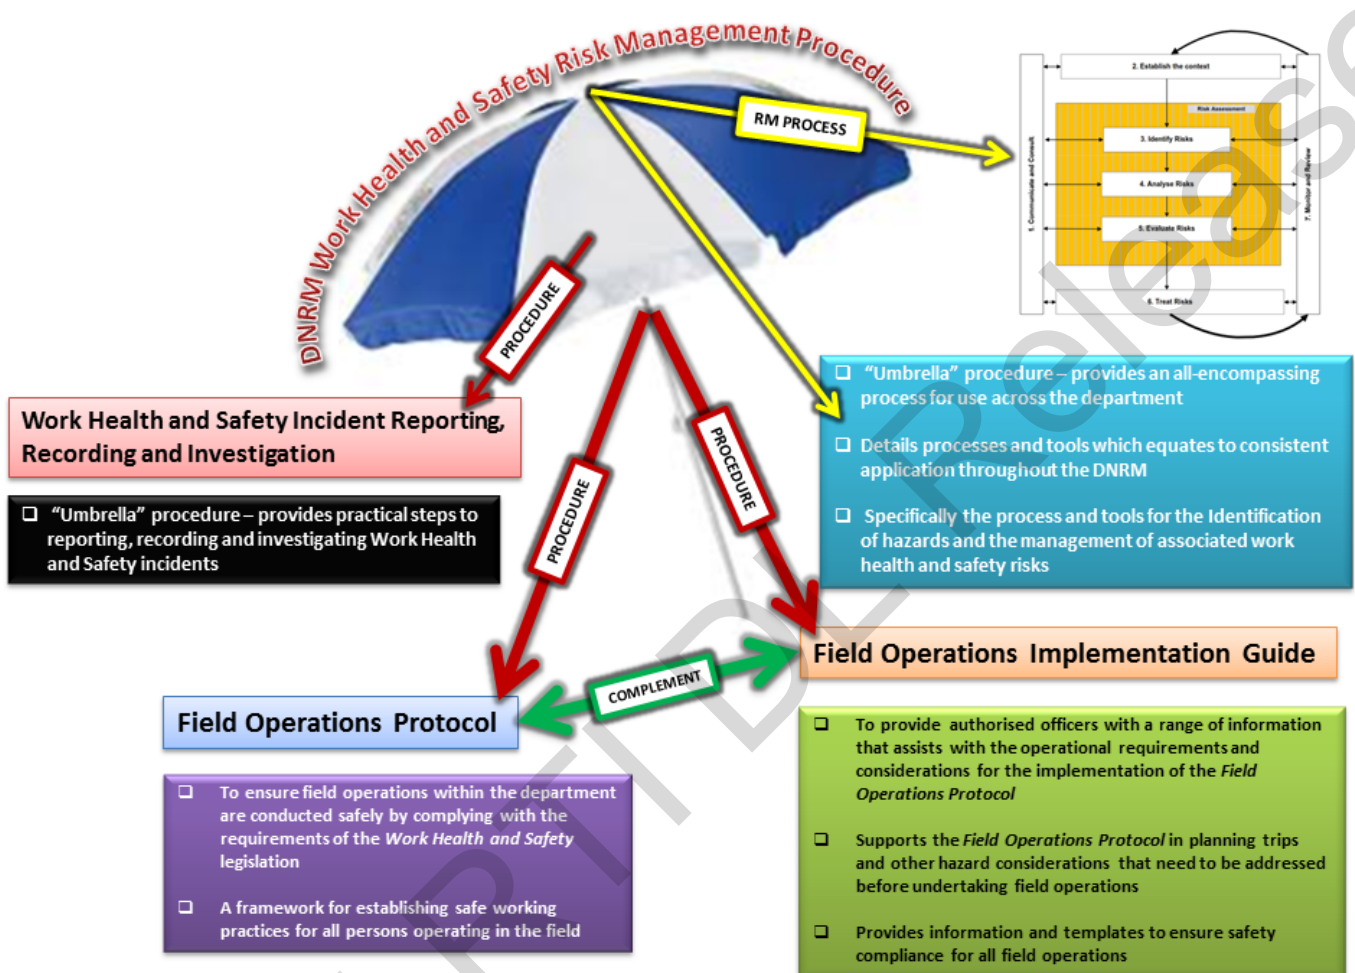 DNRM Work Health and Safety Risk Management Procedure
RM PROCESS
2. Establish the context
Risk Assessment
3. Identify Risks
4. Analyse Risks
5. Evaluate Risks
6. Treat Risks
1. Communicate and Consult
7. Monitor and Review
PROCEDURE
Work Health and Safety Incident Reporting,
Recording and Investigation
"Umbrella" procedure – provides practical steps to
reporting, recording and investigating Work Health
and Safety incidents
"Umbrella" procedure – provides an all-encompassing
process for use across the department
Details processes and tools which equates to consistent
application throughout the DNRM
Specifically the process and tools for the Identification
of hazards and the management of associated work
health and safety risks
PROCEDURE
PROCEDURE
COMPLEMENT
Field Operations Protocol
To ensure field operations within the department
are conducted safely by complying with the
requirements of the Work Health and Safety
legislation
A framework for establishing safe working
practices for all persons operating in the field
Field Operations Implementation Guide
To provide authorised officers with a range of information
that assists with the operational requirements and
considerations for the implementation of the Field
Operations Protocol
Supports the Field Operations Protocol in planning trips
and other hazard considerations that need to be addressed
before undertaking field operations
Provides information and templates to ensure safety
compliance for all field operations
RTI DL Release